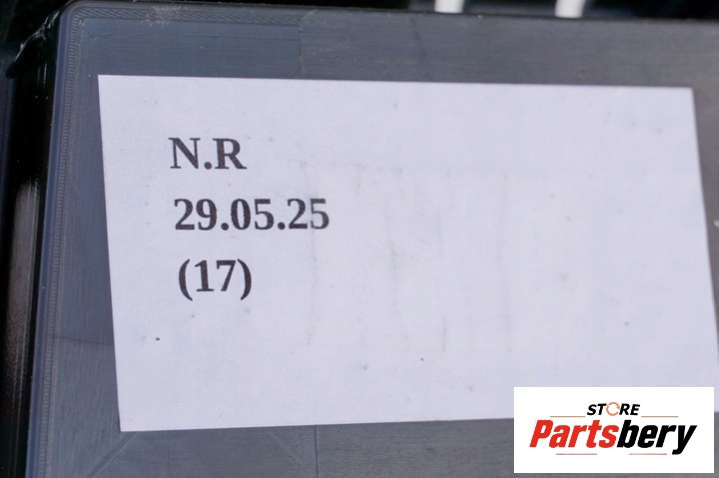 N.R
29.05.25
(17)
STORE
Partsbery